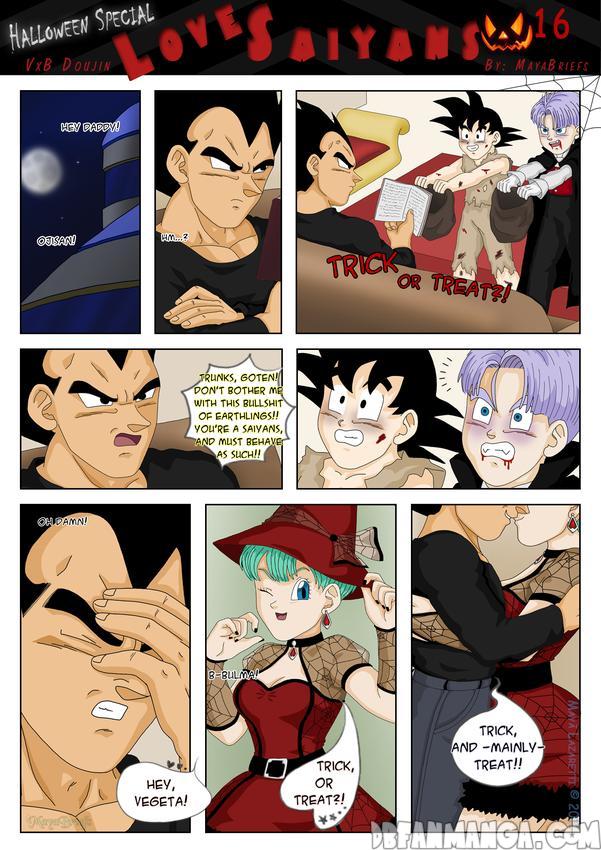 Halloween Special
LoveSaiyans
16
VxB Doujin
By: MayaBriefs
HEY DADDY!
OJISAN!
HM...?
TRICK
OR TREAT?!
TRUNKS, GOTEN!
DON'T BOTHER ME
WITH THIS BULLSHIT
OF EARTHLINGS!!
YOU'RE A SAIYANS,
AND MUST BEHAVE
AS SUCH!!
OH DAMN!
HEY,
VEGETA!
B-BULMA!
TRICK,
OR
TREAT?!
TRICK,
AND -MAINLY-
TREAT!!
MayaBriefs
DBFANMANGA.COM